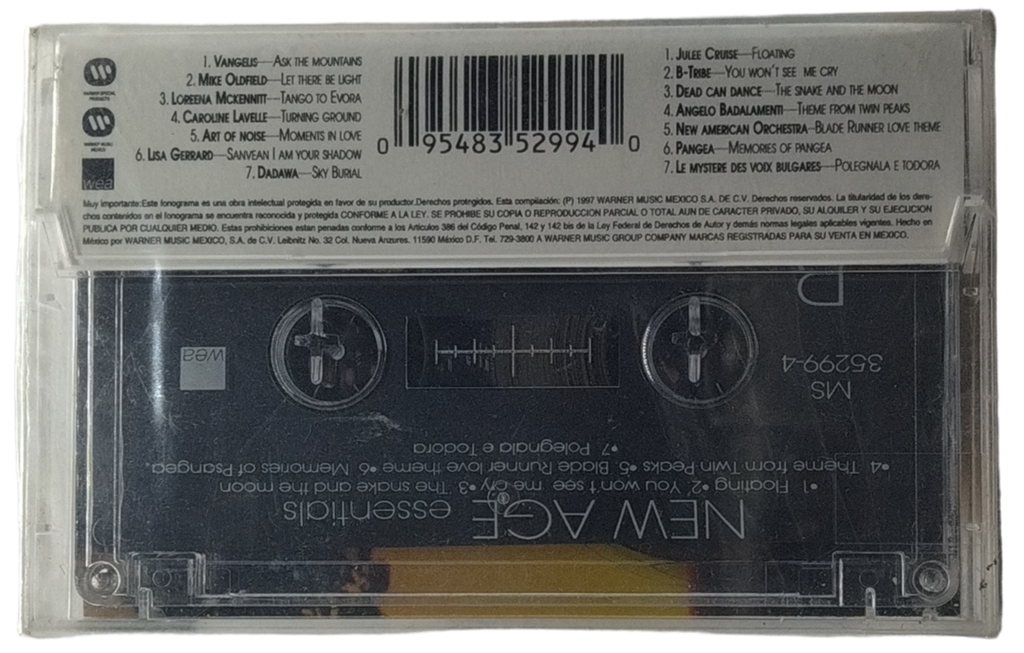 1. VANGELIS—ASK THE MOUNTAINS
2. MIKE OLDFIELD—LET THERE BE LIGHT
3. LOREENA MCKENNITT—TANGO TO EVORA
4. CAROLINE LAVELLE—TURNING GROUND
5. ART OF NOISE—MOMENTS IN LOVE
6. LISA GERRARD—SANVEAN I AM YOUR SHADOW
7. DADAWA—SKY BURIAL
WARNER SPECIAL
PRODUCTS
WARNER MUSIC
MEXICO
wea
0 95483 52994 0
1. JULEE CRUISE—FLOATING
2. B-TRIBE—YOU WON'T SEE ME CRY
3. DEAD CAN DANCE—THE SNAKE AND THE MOON
4. ANGELO BADALAMENTI—THEME FROM TWIN PEAKS
5. NEW AMERICAN ORCHESTRA-BLADE RUNNER LOVE THEME
6. PANGEA—MEMORIES OF PANGEA
7. LE MYSTERE DES VOIX BULGARES—POLEGNALA E TODORA
Muy importante:Este fonograma es una obra intelectual protegida en favor de su productor.Derechos protegidos. Esta compilación: (P) 1997 WARNER MUSIC MEXICO S.A. DE C.V. Derechos reservados. La titularidad de los dere-
chos contenidos en el fonograma se encuentra reconocida y protegida CONFORME A LA LEY. SE PROHIBE SU COPIA O REPRODUCCION PARCIAL O TOTAL AUN DE CARACTER PRIVADO, SU ALQUILER Y SU EJECUCION
PUBLICA POR CUALQUIER MEDIO. Estas prohibiciones estan penadas conforme a los Articulos 386 del Código Penal, 142 y 142 bis de la Ley Federal de Derechos de Autor y demás normas legales aplicables vigentes. Hecho en
México por WARNER MUSIC MEXICO, S.A. de C.V. Leibnitz No. 32 Col. Nueva Anzures. 11590 México D.F. Tel. 729-3800 A WARNER MUSIC GROUP COMPANY MARCAS REGISTRADAS PARA SU VENTA EN MEXICO.
NEW AGE essentials
•1 Floating •2 You won't see me cry •3 The snake and the moon
•4 Theme from Twin Peaks •5 Blade Runner love theme •6 Memories of Psangea.
•7 Polegnala e Todora
MS
35299-4
wea